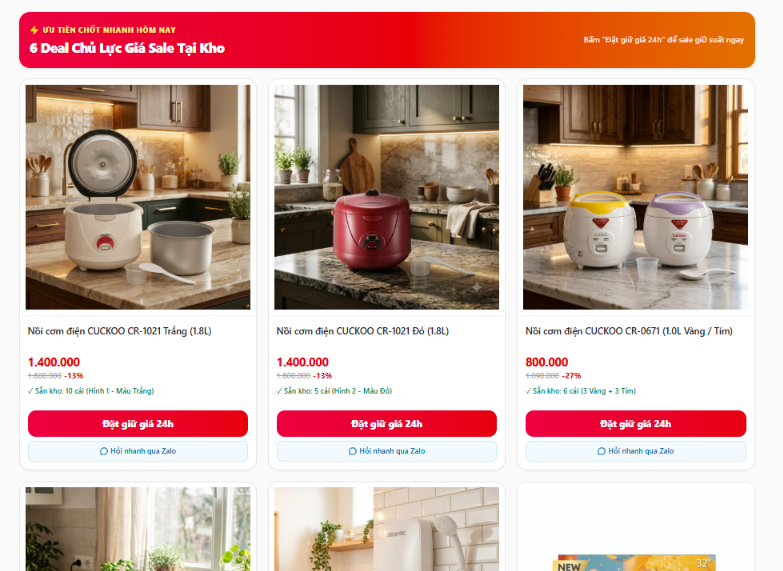 ⚡ ƯU TIÊN CHỐT NHANH HÔM NAY
6 Deal Chủ Lực Giá Sale Tại Kho
Bấm "Đặt giữ giá 24h" để sale giữ suất ngay
Nồi cơm điện CUCKOO CR-1021 Trắng (1.8L)
1.400.000
1.600.000 -13%
✓ Sẵn kho: 10 cái (Hình 1 - Màu Trắng)
Đặt giữ giá 24h
Hỏi nhanh qua Zalo
Nồi cơm điện CUCKOO CR-1021 Đỏ (1.8L)
1.400.000
1.600.000 -13%
✓ Sẵn kho: 5 cái (Hình 2 - Màu Đỏ)
Đặt giữ giá 24h
Hỏi nhanh qua Zalo
Nồi cơm điện CUCKOO CR-0671 (1.0L Vàng / Tím)
800.000
1.090.000 -27%
✓ Sẵn kho: 6 cái (3 Vàng + 3 Tím)
Đặt giữ giá 24h
Hỏi nhanh qua Zalo
NEW
32"